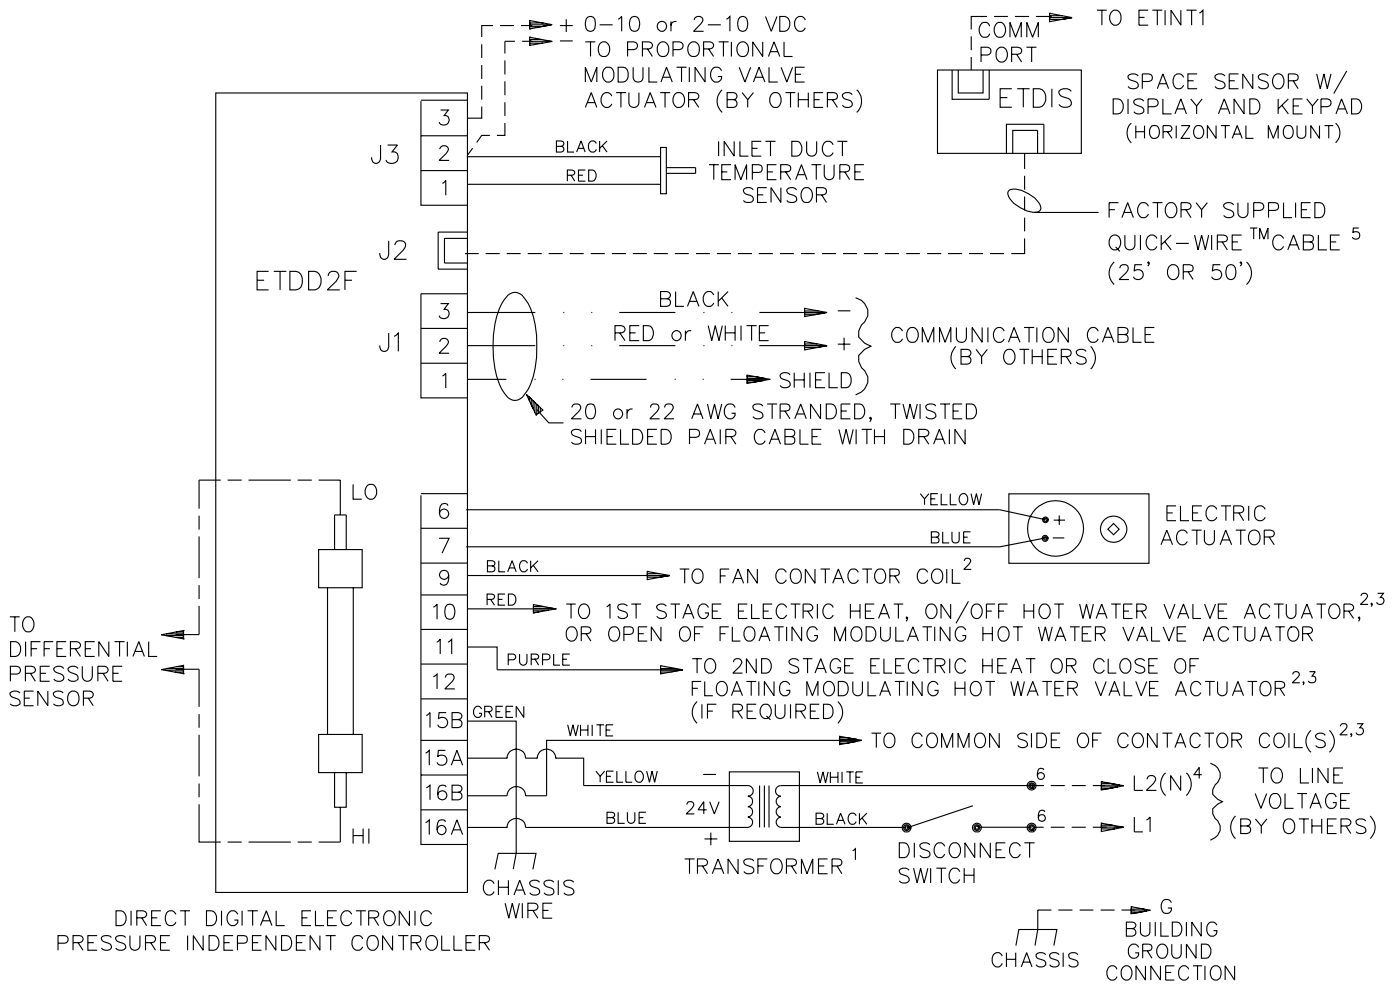 + 0-10 or 2-10 VDC
- TO PROPORTIONAL
MODULATING VALVE
ACTUATOR (BY OTHERS)
TO ETINT1
COMM
PORT
ETDIS
SPACE SENSOR W/
DISPLAY AND KEYPAD
(HORIZONTAL MOUNT)
J3
3
2
1
BLACK
RED
INLET DUCT
TEMPERATURE
SENSOR
FACTORY SUPPLIED
QUICK-WIRE™ CABLE 5
(25' OR 50')
J2
ETDD2F
J1
3
2
1
BLACK
-
RED or WHITE
+
SHIELD
COMMUNICATION CABLE
(BY OTHERS)
20 or 22 AWG STRANDED, TWISTED
SHIELDED PAIR CABLE WITH DRAIN
LO
HI
TO
DIFFERENTIAL
PRESSURE
SENSOR
6
YELLOW
+
7
BLUE
-
ELECTRIC
ACTUATOR
9
BLACK
TO FAN CONTACTOR COIL2
10
RED
TO 1ST STAGE ELECTRIC HEAT, ON/OFF HOT WATER VALVE ACTUATOR,2,3
OR OPEN OF FLOATING MODULATING HOT WATER VALVE ACTUATOR
11
PURPLE
TO 2ND STAGE ELECTRIC HEAT OR CLOSE OF
FLOATING MODULATING HOT WATER VALVE ACTUATOR2,3
(IF REQUIRED)
12
15B
GREEN
WHITE
TO COMMON SIDE OF CONTACTOR COIL(S)2,3
15A
YELLOW
-
WHITE
6
L2(N)4
16B
24V
16A
BLUE
+
BLACK
6
L1
TO LINE
VOLTAGE
(BY OTHERS)
TRANSFORMER 1
DISCONNECT
SWITCH
CHASSIS
WIRE
DIRECT DIGITAL ELECTRONIC
PRESSURE INDEPENDENT CONTROLLER
CHASSIS
G
BUILDING
GROUND
CONNECTION